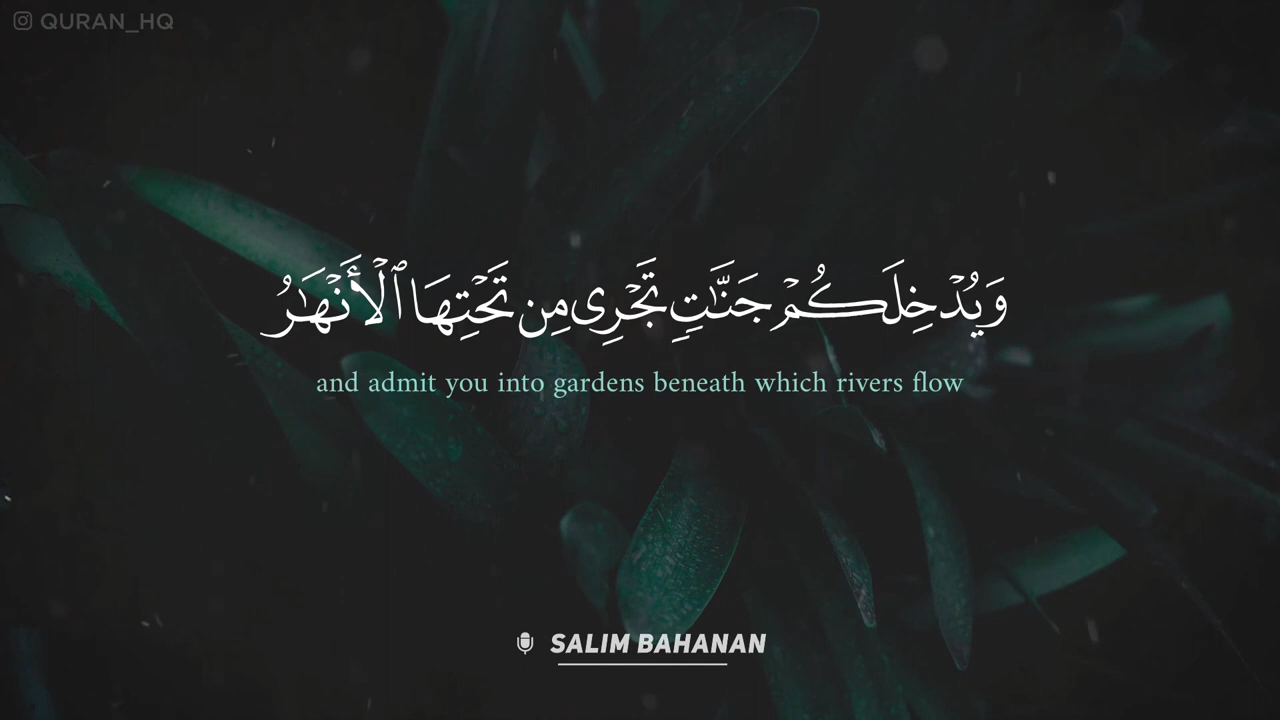 QURAN_HQ
وَيُدْخِلَكُمْ جَنَّـٰتٍ تَجْرِى مِن تَحْتِهَا ٱلْأَنْهَـٰرُ
and admit you into gardens beneath which rivers flow
SALIM BAHANAN